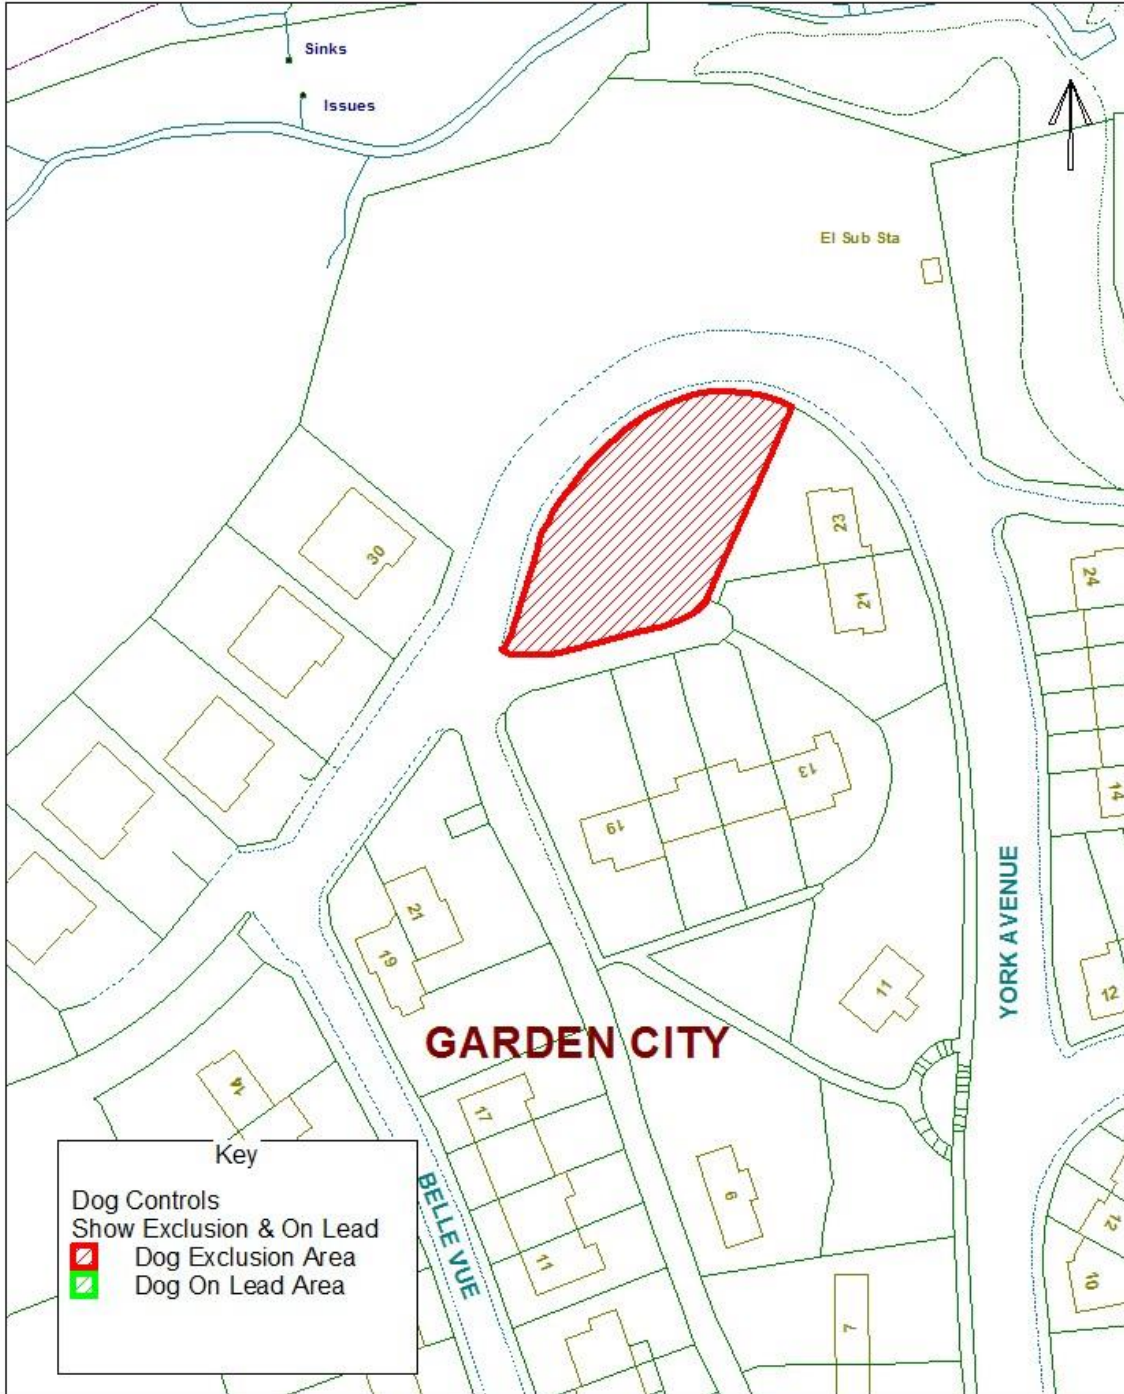 Sinks
Issues
El Sub Sta
30
23
21
24
19
13
14
21
19
11
12
YORK AVENUE
GARDEN CITY
14
17
11
6
BELLE VUE
12
10
7
Key
Dog Controls
Show Exclusion & On Lead
Dog Exclusion Area
Dog On Lead Area